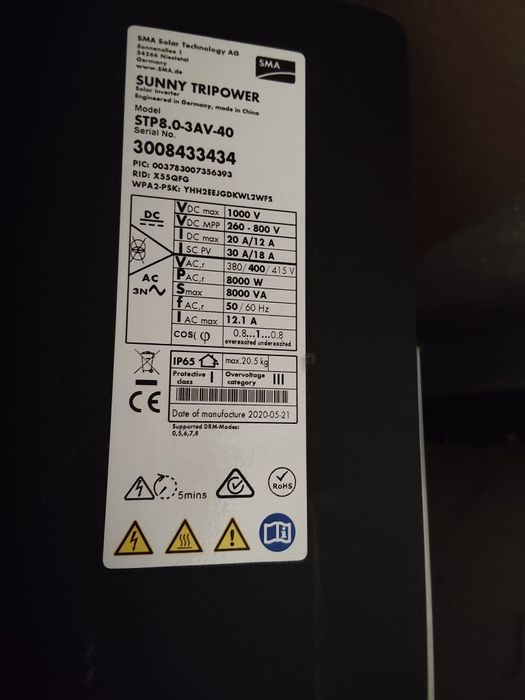 SMA Solar Technology AG
Sonnenallee 1
34266 Niestetal
Germany
www.SMA.de
SMA
SUNNY TRIPOWER
Solar Inverter
Engineered in Germany, made in China
Model
STP8.0-3AV-40
Serial No.
3008433434
PIC: 003783007356393
RID: X55QFG
WPA2-PSK: YHH2EEJGDKWL2WFS
DC
VDC max 1000 V
VDC MPP 260 - 800 V
IDC max 20 A/12 A
ISC PV 30 A/18 A
AC
3N
VAC,r 380/400/415 V
PAC,r 8000 W
Smax 8000 VA
fAC,r 50/60 Hz
IAC max 12.1 A
cos(φ 0.8...1...0.8
overexcited underexcited
IP65 max.20.5 kg
Protective class I Overvoltage category III
CE
Date of manufacture 2020-05-21
Supported DRM-Modes:
0,5,6,7,8
5mins
RoHS